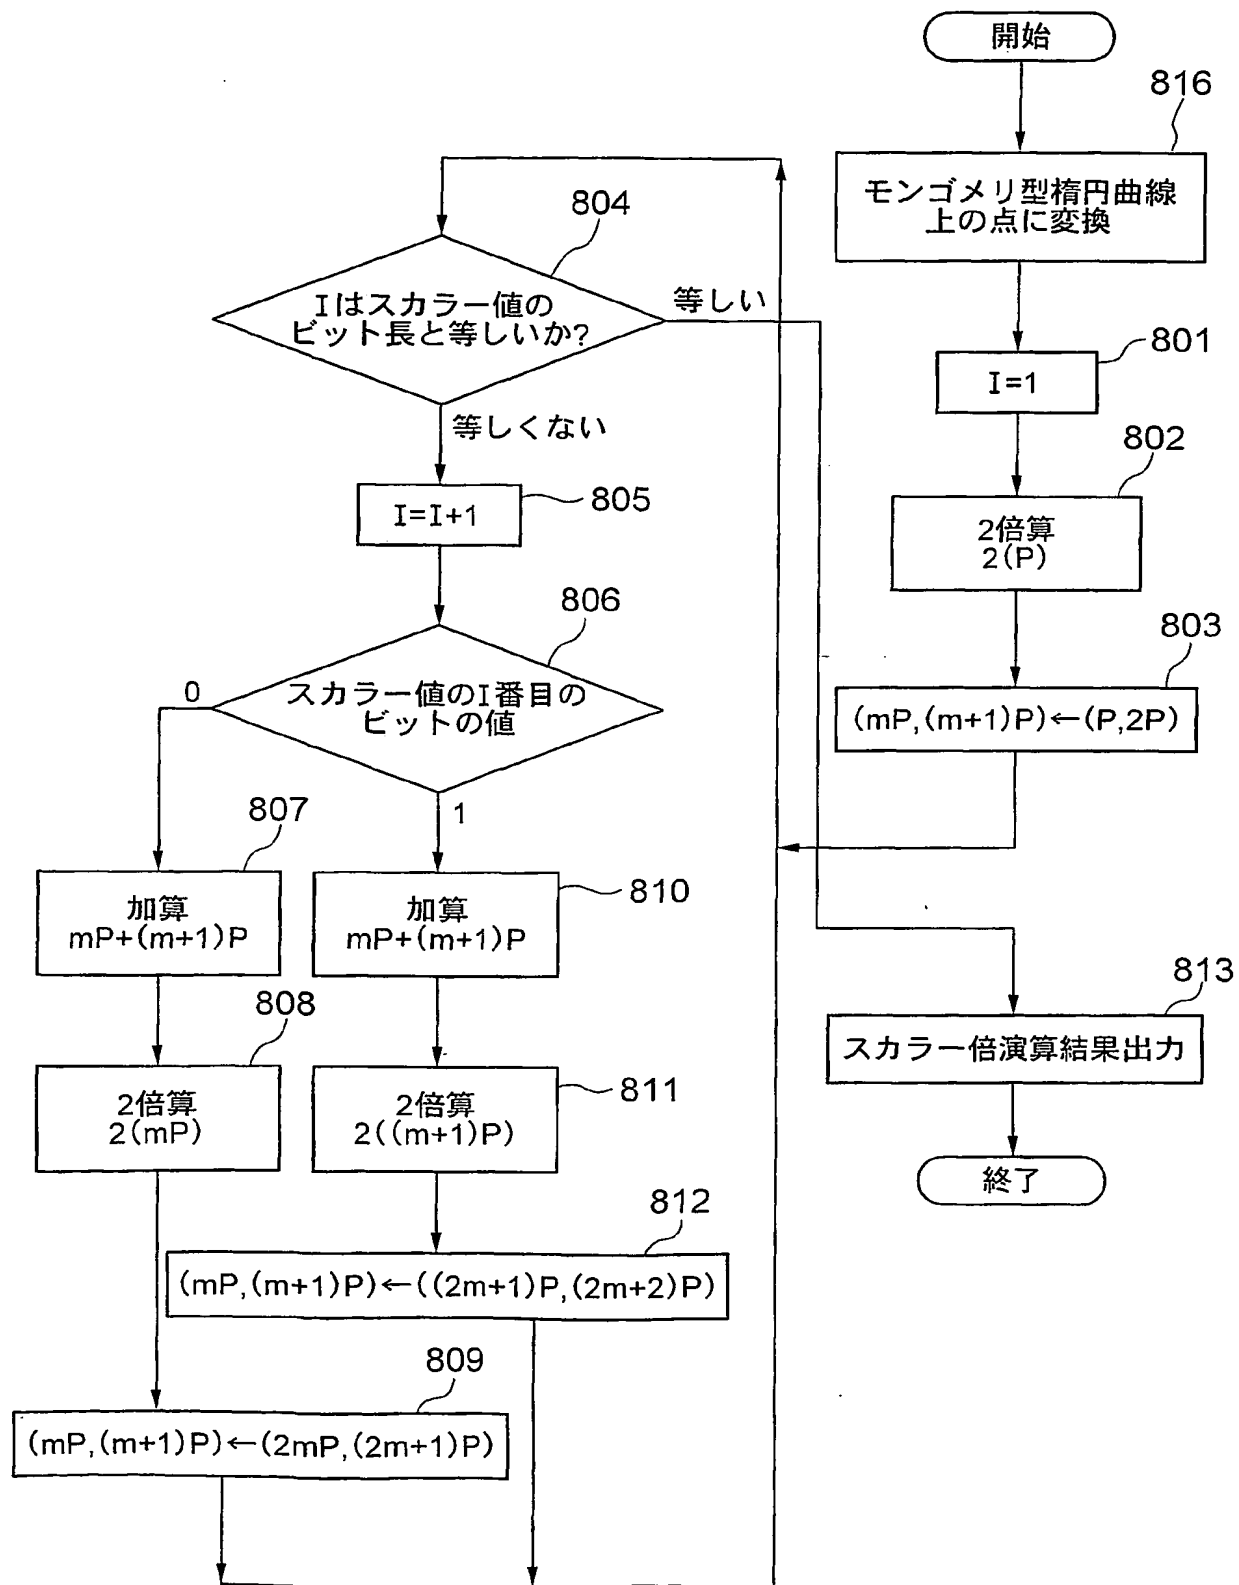 開始
816
モンゴメリ型楕円曲線
上の点に変換
801
I=1
802
2倍算
2(P)
803
(mP,(m+1)P)←(P,2P)
804
Iはスカラー値の
ビット長と等しいか?
等しい
等しくない
805
I=I+1
806
スカラー値のI番目の
ビットの値
0
1
807
加算
mP+(m+1)P
810
加算
mP+(m+1)P
808
2倍算
2(mP)
811
2倍算
2((m+1)P)
812
(mP,(m+1)P)←((2m+1)P,(2m+2)P)
809
(mP,(m+1)P)←(2mP,(2m+1)P)
813
スカラー倍演算結果出力
終了